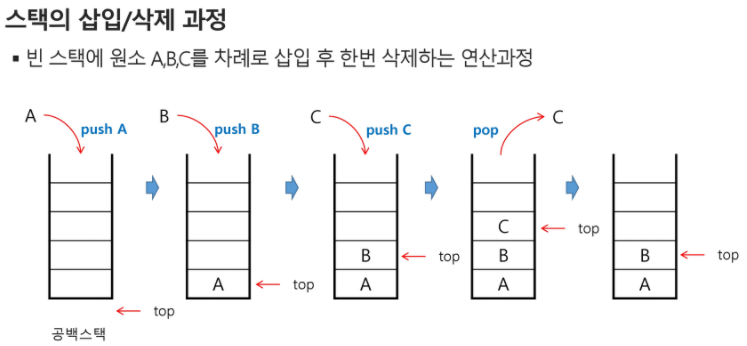 스택의 삽입/삭제 과정
▪ 빈 스택에 원소 A,B,C를 차례로 삽입 후 한번 삭제하는 연산과정
A push A B push B C push C pop C
C top
B top B B top
A top A A A
top
공백스택